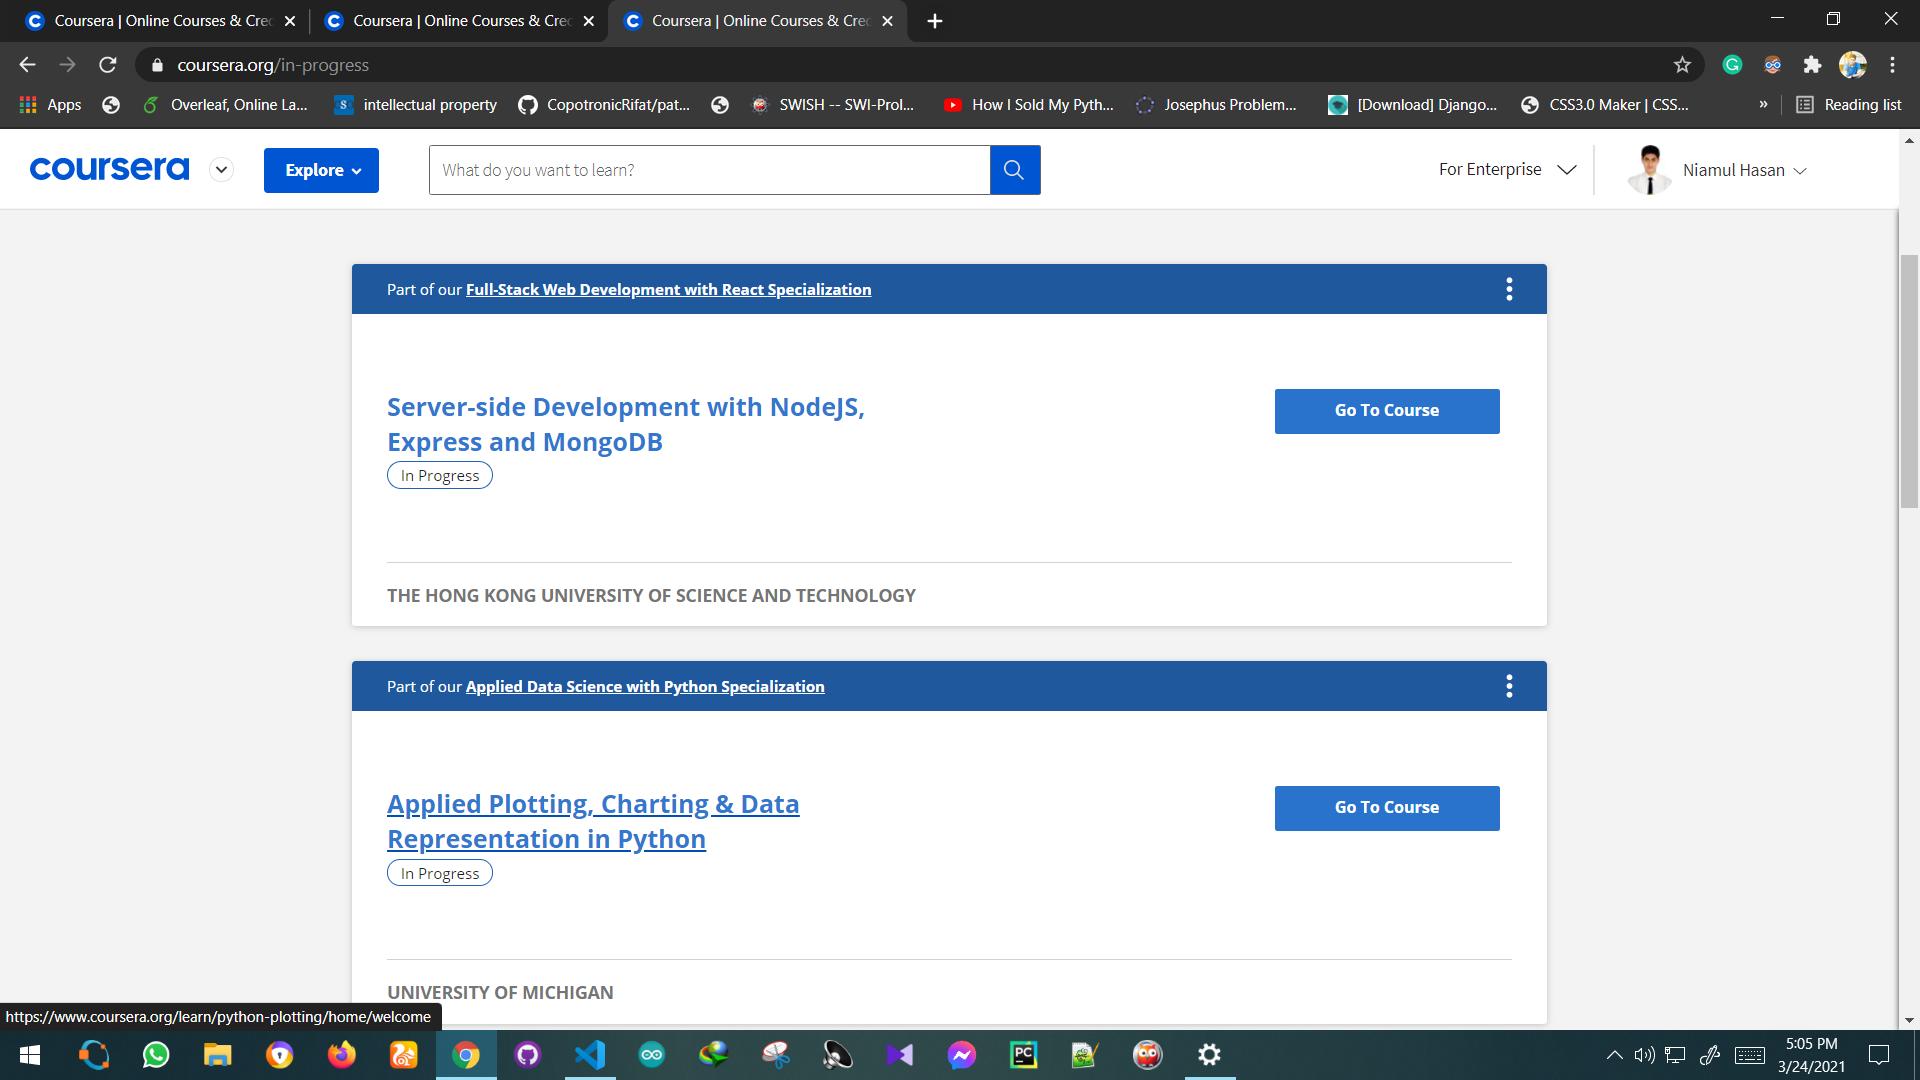 Coursera | Online Courses & Cre
Coursera | Online Courses & Cre
Coursera | Online Courses & Cre
coursera.org/in-progress
Apps
Overleaf, Online La...
intellectual property
CopotronicRifat/pat...
SWISH -- SWI-Prol...
How I Sold My Pyth...
Josephus Problem...
[Download] Django...
CSS3.0 Maker | CSS...
»
Reading list
coursera
Explore
What do you want to learn?
For Enterprise
Niamul Hasan
Part of our Full-Stack Web Development with React Specialization
Server-side Development with NodeJS,
Express and MongoDB
Go To Course
In Progress
THE HONG KONG UNIVERSITY OF SCIENCE AND TECHNOLOGY
Part of our Applied Data Science with Python Specialization
Applied Plotting, Charting & Data
Representation in Python
Go To Course
In Progress
UNIVERSITY OF MICHIGAN
https://www.coursera.org/learn/python-plotting/home/welcome
5:05 PM
3/24/2021